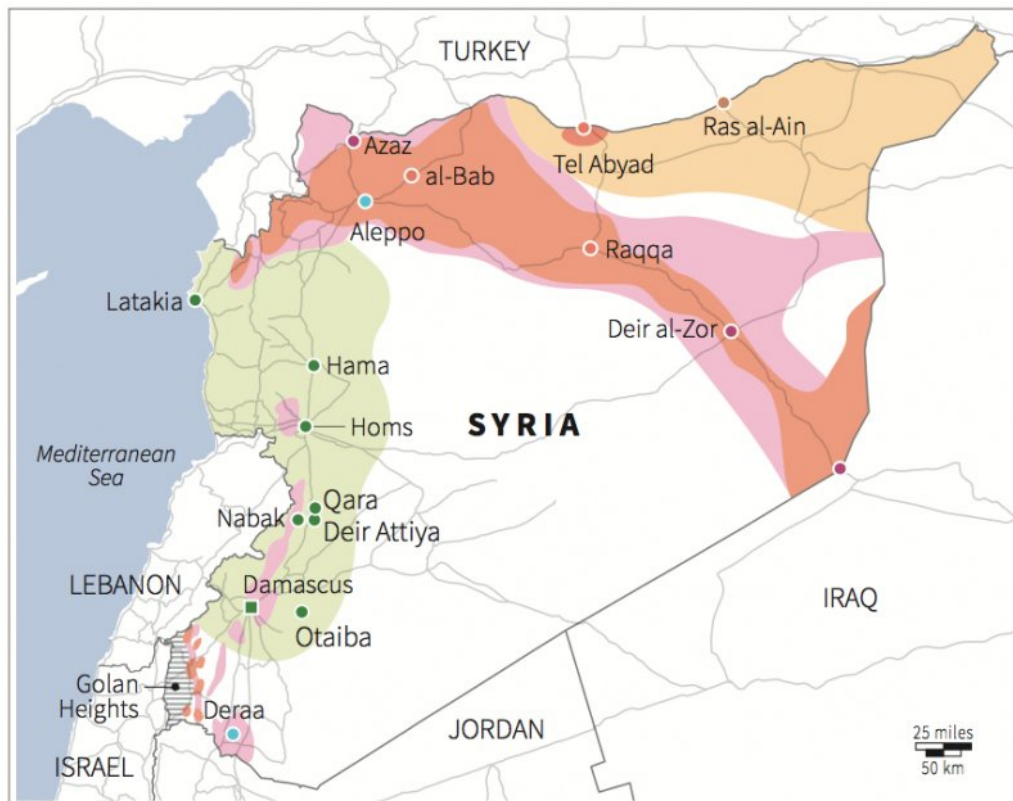 TURKEY
Azaz
Ras al-Ain
Tel Abyad
al-Bab
Aleppo
Raqqa
Latakia
Deir al-Zor
Hama
SYRIA
Homs
Mediterranean
Sea
Qara
Nabak
Deir Attiya
LEBANON
Damascus
IRAQ
Otaiba
Golan
Heights
Deraa
JORDAN
25 miles
50 km
ISRAEL